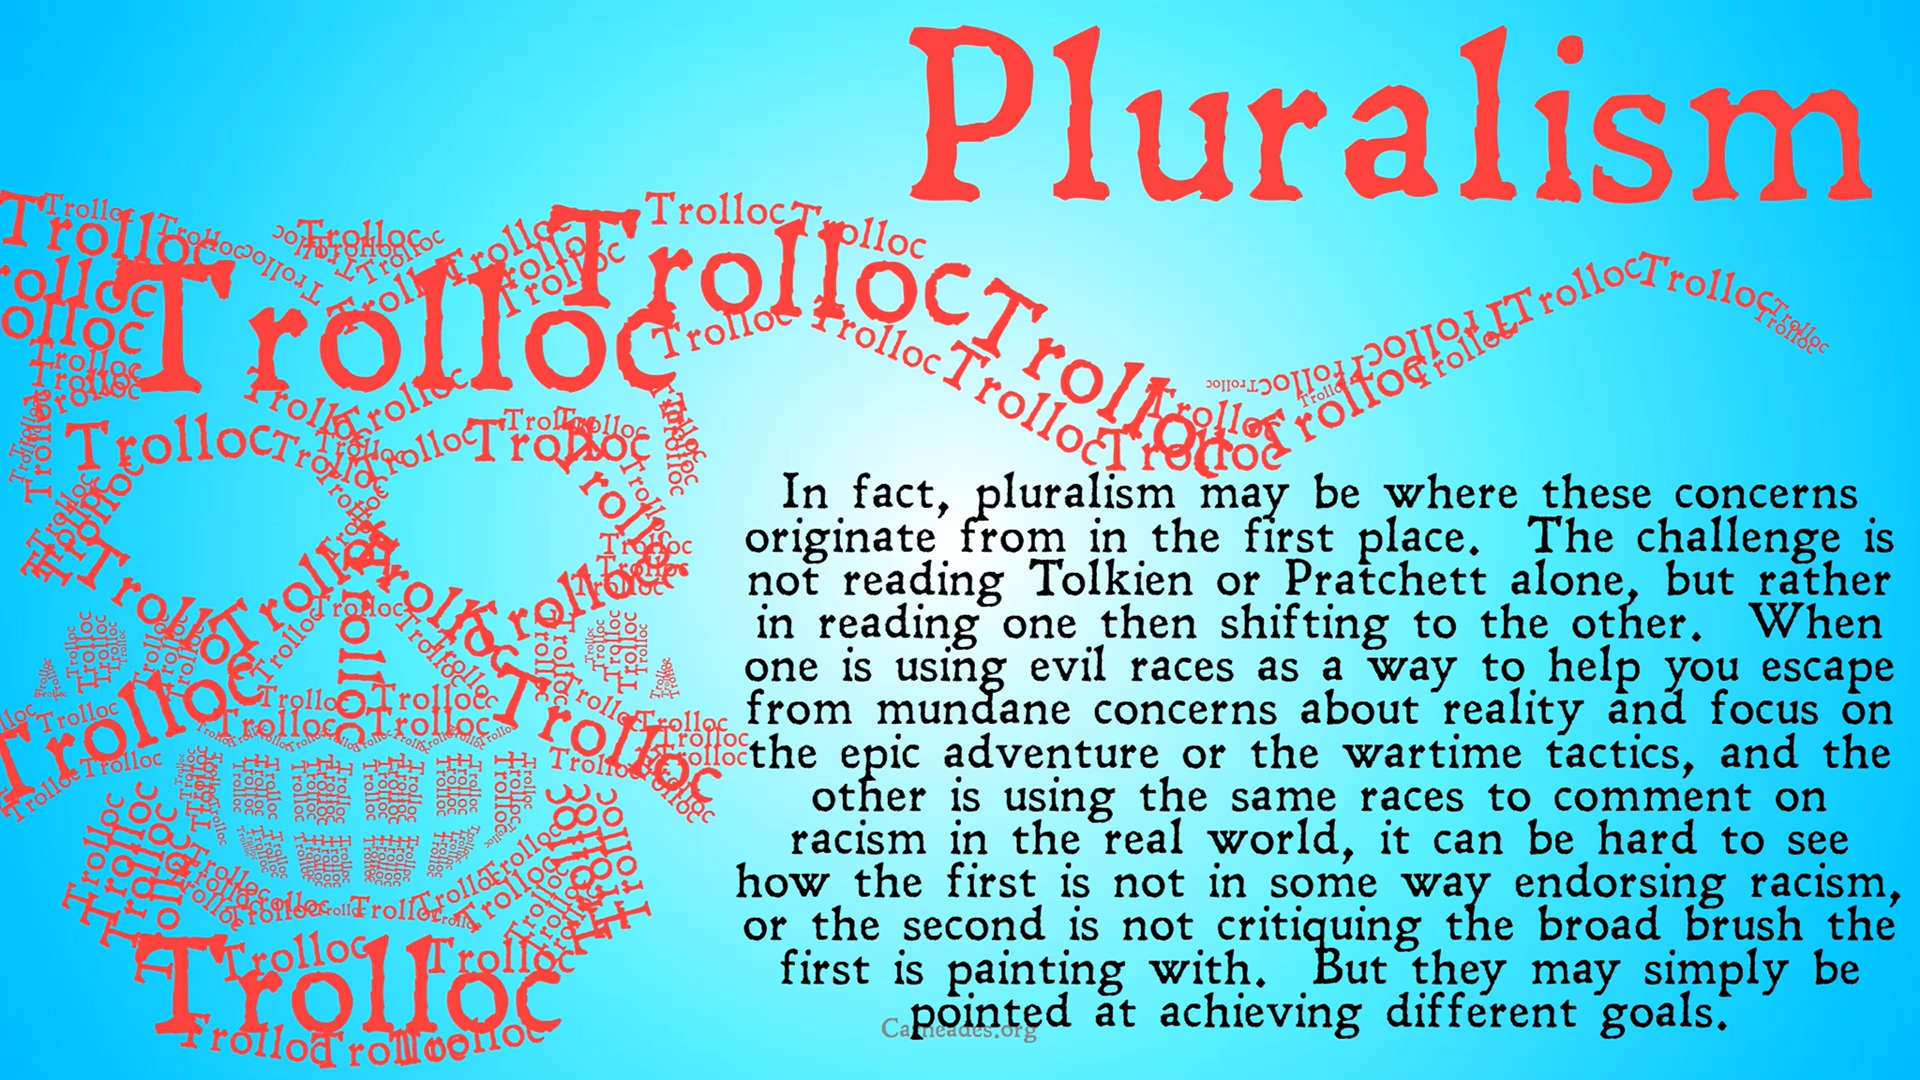 Pluralism
Trolloc
In fact, pluralism may be where these concerns
originate from in the first place. The challenge is
not reading Tolkien or Pratchett alone, but rather
in reading one then shifting to the other. When
one is using evil races as a way to help you escape
from mundane concerns about reality and focus on
the epic adventure or the wartime tactics, and the
other is using the same races to comment on
racism in the real world, it can be hard to see
how the first is not in some way endorsing racism,
or the second is not critiquing the broad brush the
first is painting with. But they may simply be
pointed at achieving different goals.
Carneades.org